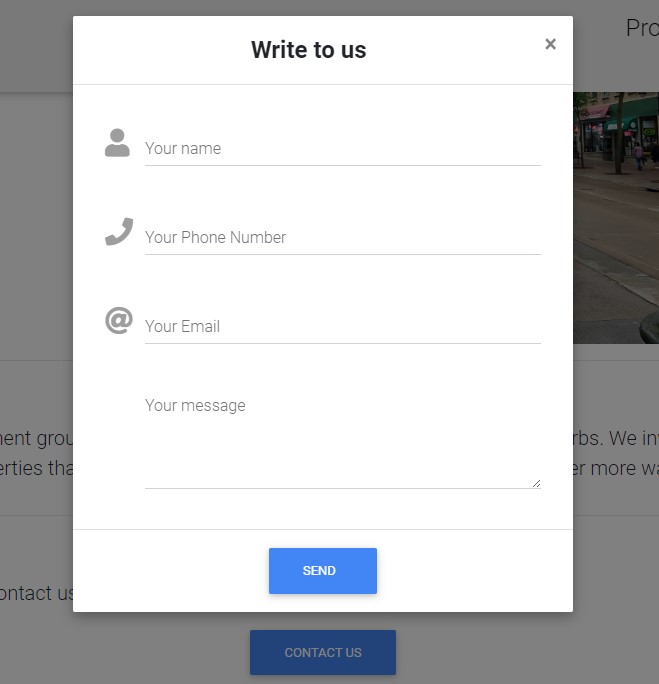 Write to us
×
Pro
Your name
Your Phone Number
@
Your Email
Your message
nent grou
rbs. We in
erties tha
er more wa
SEND
ontact us
CONTACT US